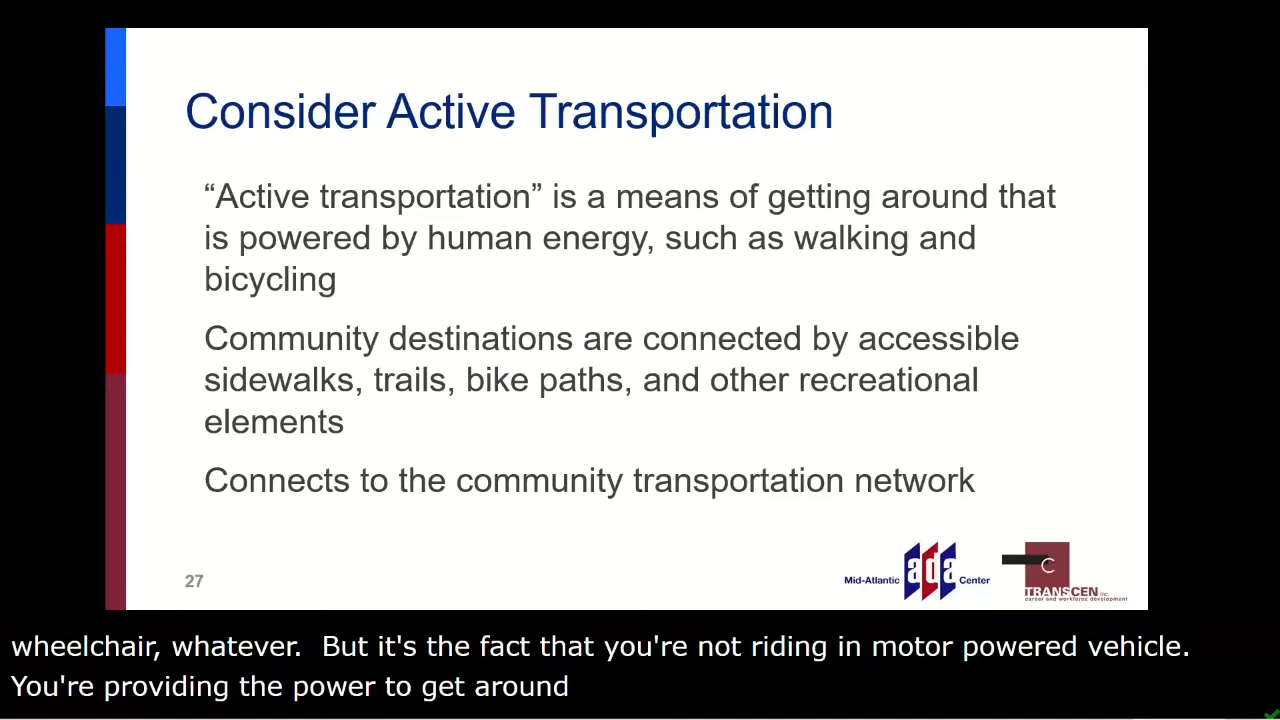 Consider Active Transportation
“Active transportation” is a means of getting around that
is powered by human energy, such as walking and
bicycling
Community destinations are connected by accessible
sidewalks, trails, bike paths, and other recreational
elements
Connects to the community transportation network
27
Mid-Atlantic ada Center
C
TRANSCEN inc.
career and workforce development
wheelchair, whatever.  But it's the fact that you're not riding in motor powered vehicle.
You're providing the power to get around